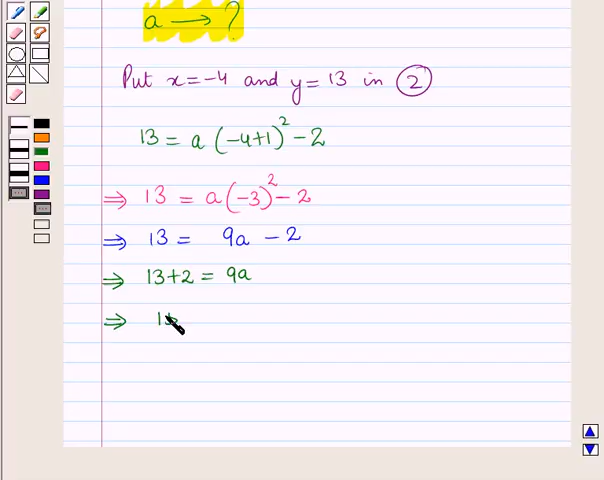 a → ?
Put x = -4 and y = 13 in ②
13 = a (-4+1)² - 2
⇒ 13 = a(-3)² - 2
⇒ 13 = 9a - 2
⇒ 13+2 = 9a
⇒